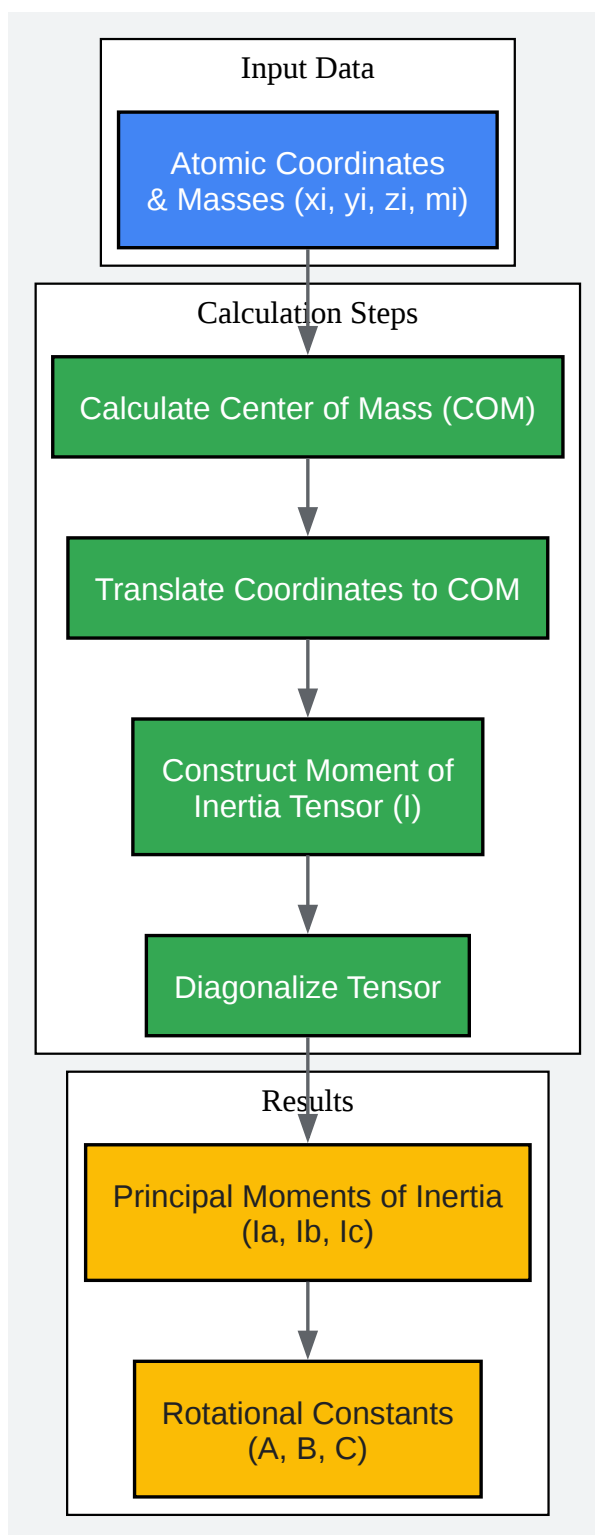 Input Data
Atomic Coordinates
& Masses (xi, yi, zi, mi)
Calculation Steps
Calculate Center of Mass (COM)
Translate Coordinates to COM
Construct Moment of
Inertia Tensor (I)
Diagonalize Tensor
Results
Principal Moments of Inertia
(Ia, Ib, Ic)
Rotational Constants
(A, B, C)